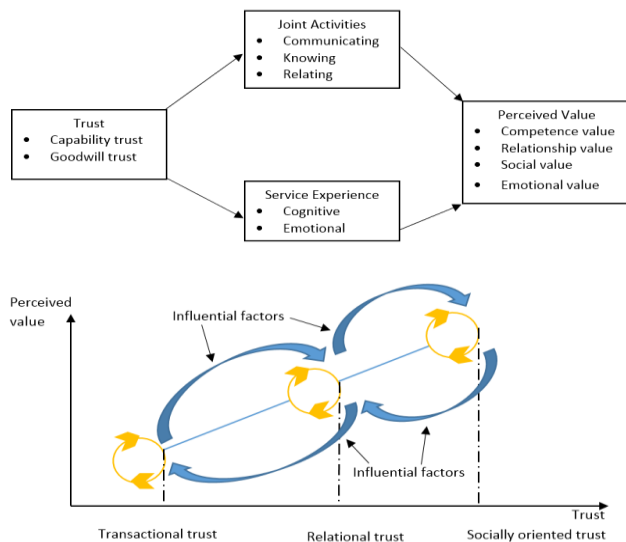 Joint Activities
• Communicating
• Knowing
• Relating
Trust
• Capability trust
• Goodwill trust
Perceived Value
• Competence value
• Relationship value
• Social value
• Emotional value
Service Experience
• Cognitive
• Emotional
Perceived
value
Influential factors
Influential factors
Trust
Transactional trust
Relational trust
Socially oriented trust